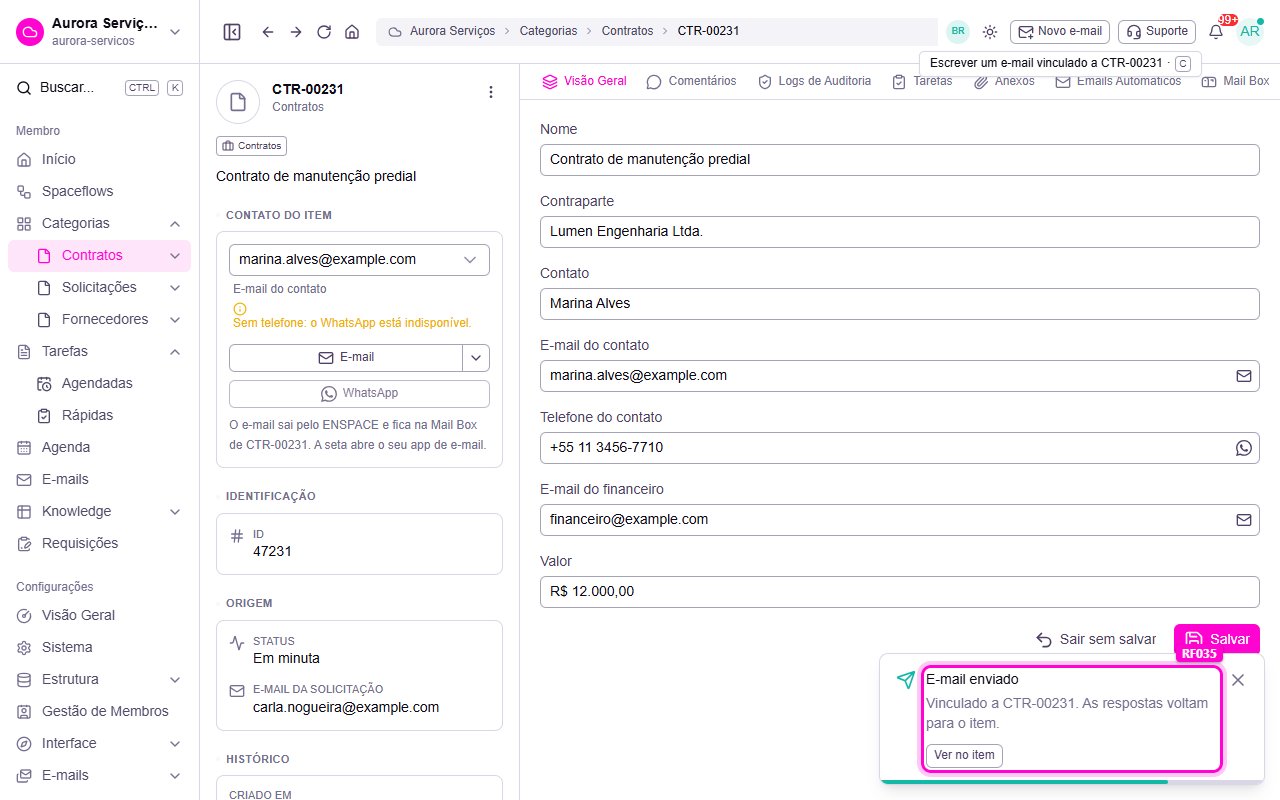 Aurora Serviç...
aurora-servicos
Aurora Serviços > Categorias > Contratos > CTR-00231
BR
Novo e-mail
Suporte
99+
AR
Escrever um e-mail vinculado a CTR-00231 · C
Buscar...
CTRL K
Membro
Início
Spaceflows
Categorias
Contratos
Solicitações
Fornecedores
Tarefas
Agendadas
Rápidas
Agenda
E-mails
Knowledge
Requisições
Configurações
Visão Geral
Sistema
Estrutura
Gestão de Membros
Interface
E-mails
CTR-00231
Contratos
Contratos
Contrato de manutenção predial
CONTATO DO ITEM
marina.alves@example.com
E-mail do contato
Sem telefone: o WhatsApp está indisponível.
E-mail
WhatsApp
O e-mail sai pelo ENSPACE e fica na Mail Box
de CTR-00231. A seta abre o seu app de e-mail.
IDENTIFICAÇÃO
ID
47231
ORIGEM
STATUS
Em minuta
E-MAIL DA SOLICITAÇÃO
carla.nogueira@example.com
HISTÓRICO
CRIADO EM
Visão Geral
Comentários
Logs de Auditoria
Tarefas
Anexos
Emails Automáticos
Mail Box
Nome
Contrato de manutenção predial
Contraparte
Lumen Engenharia Ltda.
Contato
Marina Alves
E-mail do contato
marina.alves@example.com
Telefone do contato
+55 11 3456-7710
E-mail do financeiro
financeiro@example.com
Valor
R$ 12.000,00
Sair sem salvar
Salvar
RF035
E-mail enviado
Vinculado a CTR-00231. As respostas voltam
para o item.
Ver no item